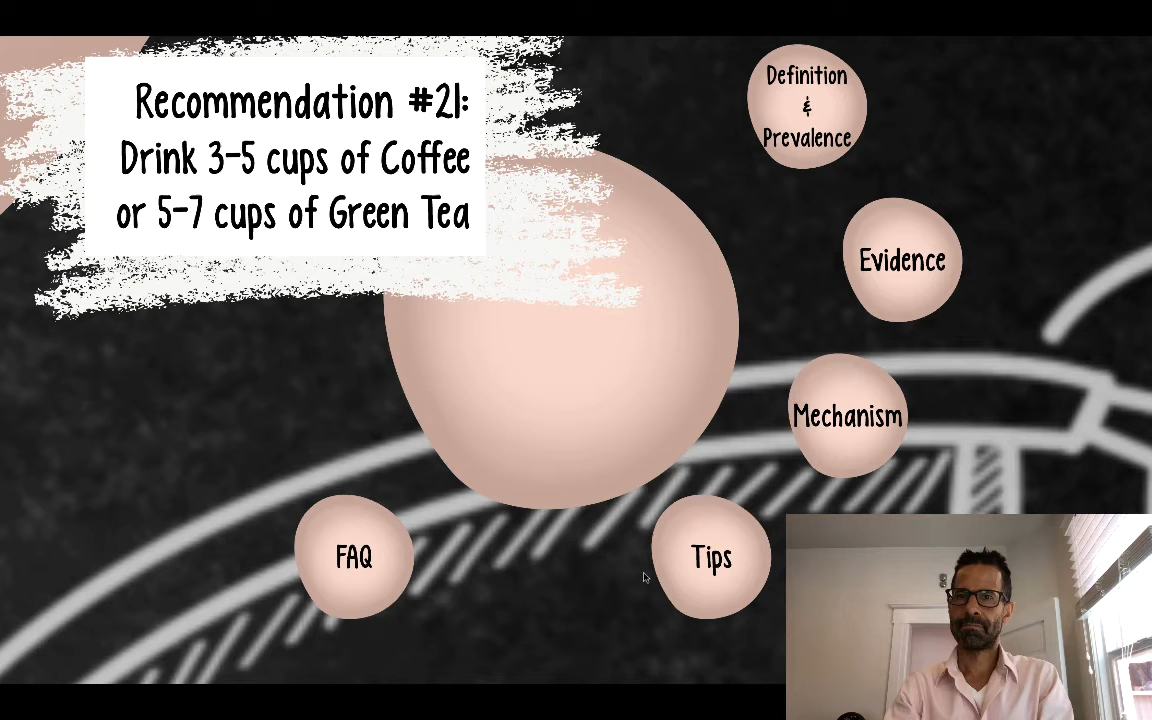 Recommendation #21:
Drink 3-5 cups of Coffee
or 5-7 cups of Green Tea
Definition
&
Prevalence
Evidence
Mechanism
Tips
FAQ